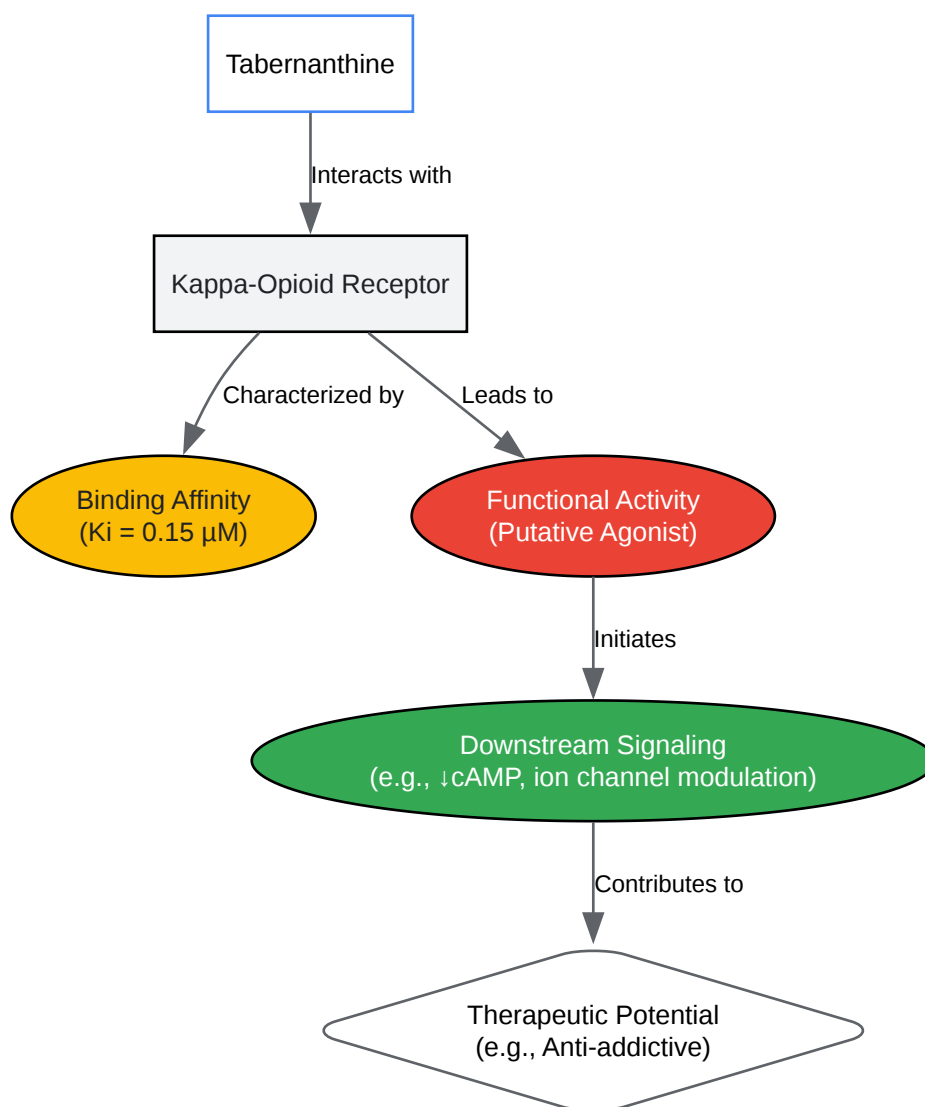 Tabernanthine
Interacts with
Kappa-Opioid Receptor
Characterized by
Leads to
Binding Affinity
(Ki = 0.15 µM)
Functional Activity
(Putative Agonist)
Initiates
Downstream Signaling
(e.g., ↓cAMP, ion channel modulation)
Contributes to
Therapeutic Potential
(e.g., Anti-addictive)